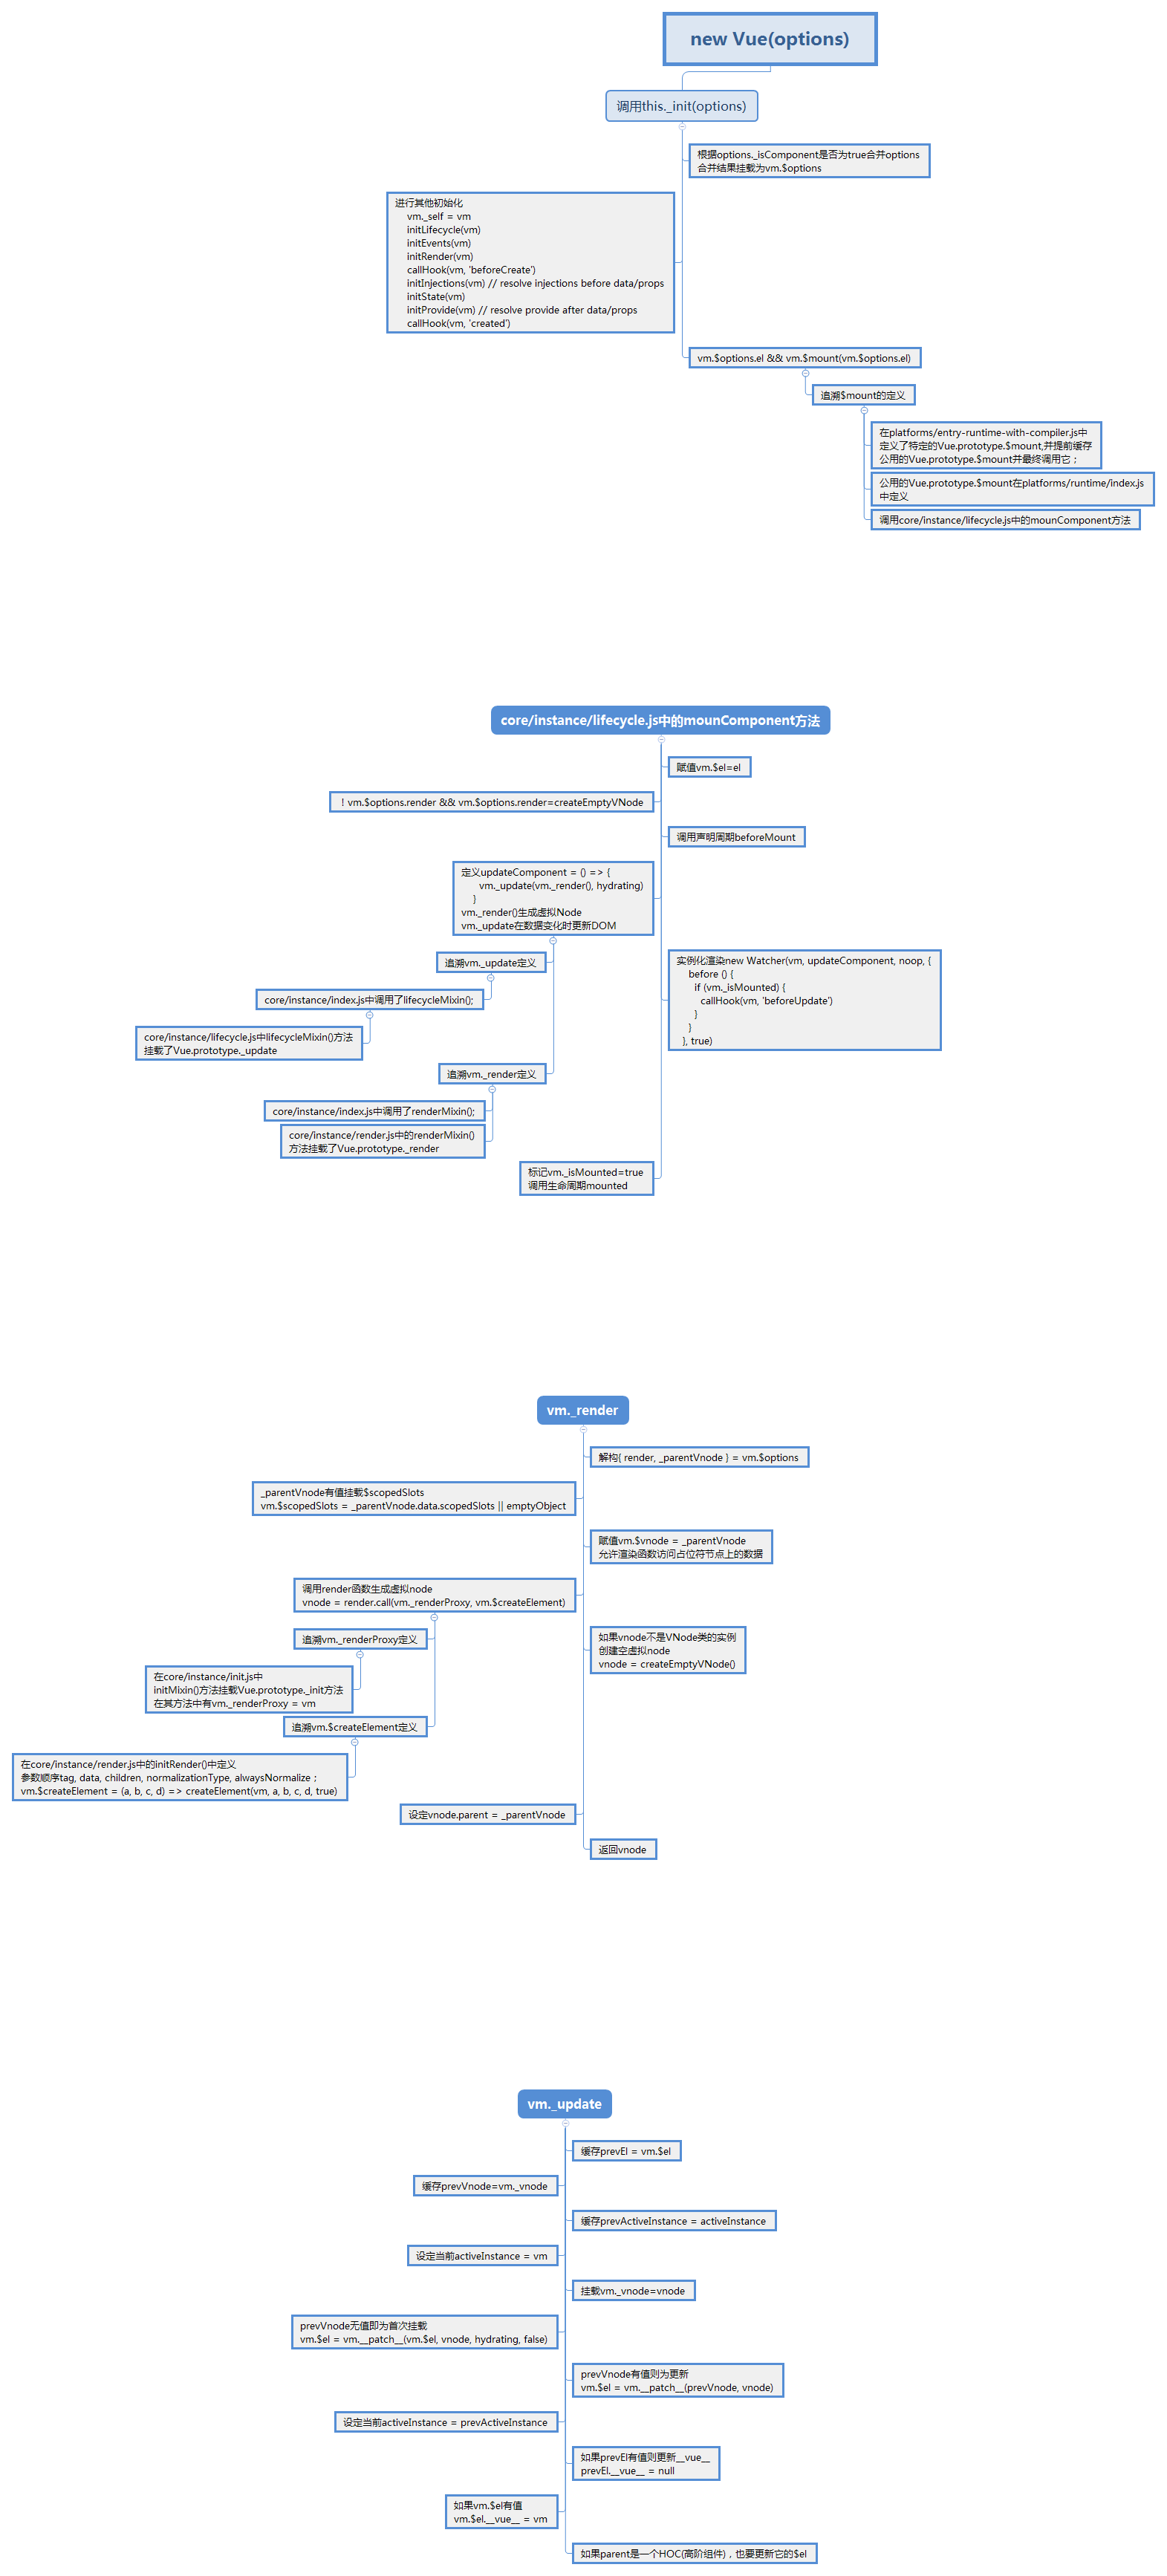 new Vue(options)
调用this._init(options)
根据options._isComponent是否为true合并options
合并结果挂载为vm.$options
进行其他初始化
vm._self = vm
initLifecycle(vm)
initEvents(vm)
initRender(vm)
callHook(vm, 'beforeCreate')
initInjections(vm) // resolve injections before data/props
initState(vm)
initProvide(vm) // resolve provide after data/props
callHook(vm, 'created')
vm.$options.el && vm.$mount(vm.$options.el)
追溯$mount的定义
在platforms/entry-runtime-with-compiler.js中
定义了特定的Vue.prototype.$mount,并提前缓存
公用的Vue.prototype.$mount并最终调用它；
公用的Vue.prototype.$mount在platforms/runtime/index.js
中定义
调用core/instance/lifecycle.js中的mounComponent方法
core/instance/lifecycle.js中的mounComponent方法
赋值vm.$el=el
！vm.$options.render && vm.$options.render=createEmptyVNode
调用声明周期beforeMount
定义updateComponent = () => {
vm._update(vm._render(), hydrating)
}
vm._render()生成虚拟Node
vm._update在数据变化时更新DOM
追溯vm._update定义
core/instance/index.js中调用了lifecycleMixin();
core/instance/lifecycle.js中lifecycleMixin()方法
挂载了Vue.prototype._update
追溯vm._render定义
core/instance/index.js中调用了renderMixin();
core/instance/render.js中的renderMixin()
方法挂载了Vue.prototype._render
实例化渲染new Watcher(vm, updateComponent, noop, {
before () {
if (vm._isMounted) {
callHook(vm, 'beforeUpdate')
}
}
}, true)
标记vm._isMounted=true
调用生命周期mounted
vm._render
解构{ render, _parentVnode } = vm.$options
_parentVnode有值挂载$scopedSlots
vm.$scopedSlots = _parentVnode.data.scopedSlots || emptyObject
赋值vm.$vnode = _parentVnode
允许渲染函数访问占位符节点上的数据
调用render函数生成虚拟node
vnode = render.call(vm._renderProxy, vm.$createElement)
追溯vm._renderProxy定义
在core/instance/init.js中
initMixin()方法挂载Vue.prototype._init方法
在其方法中有vm._renderProxy = vm
追溯vm.$createElement定义
在core/instance/render.js中的initRender()中定义
参数顺序tag, data, children, normalizationType, alwaysNormalize；
vm.$createElement = (a, b, c, d) => createElement(vm, a, b, c, d, true)
如果vnode不是VNode类的实例
创建空虚拟node
vnode = createEmptyVNode()
设定vnode.parent = _parentVnode
返回vnode
vm._update
缓存prevEl = vm.$el
缓存prevVnode=vm._vnode
缓存prevActiveInstance = activeInstance
设定当前activeInstance = vm
挂载vm._vnode=vnode
prevVnode无值即为首次挂载
vm.$el = vm.__patch__(vm.$el, vnode, hydrating, false)
prevVnode有值则为更新
vm.$el = vm.__patch__(prevVnode, vnode)
设定当前activeInstance = prevActiveInstance
如果prevEl有值则更新__vue__
prevEl.__vue__ = null
如果vm.$el有值
vm.$el.__vue__ = vm
如果parent是一个HOC(高阶组件)，也要更新它的$el